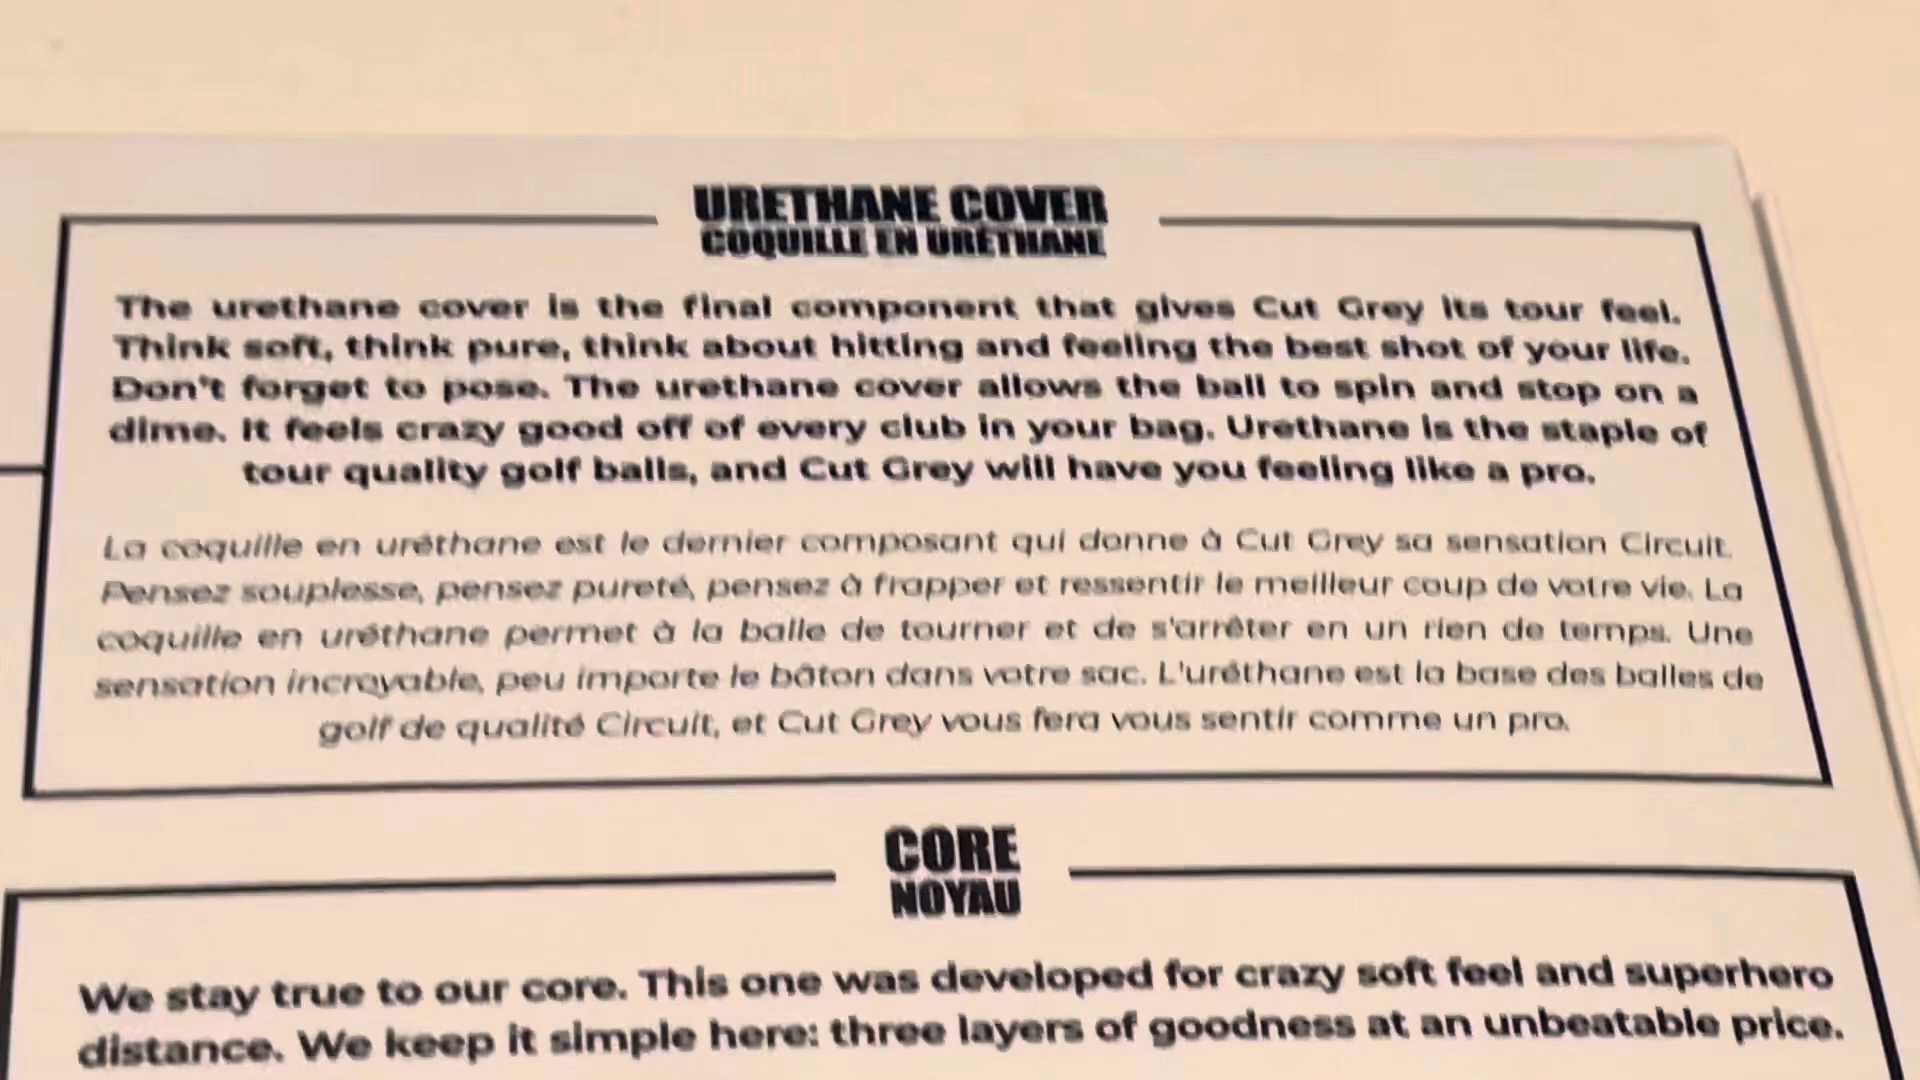 URETHANE COVER
COQUILLE EN URÉTHANE
The urethane cover is the final component that gives Cut Grey its tour feel.
Think soft, think pure, think about hitting and feeling the best shot of your life.
Don't forget to pose. The urethane cover allows the ball to spin and stop on a
dime. It feels crazy good off of every club in your bag. Urethane is the staple of
tour quality golf balls, and Cut Grey will have you feeling like a pro.
La coquille en uréthane est le dernier composant qui donne à Cut Grey sa sensation Circuit.
Pensez souplesse, pensez pureté, pensez à frapper et ressentir le meilleur coup de votre vie. La
coquille en uréthane permet à la balle de tourner et de s'arrêter en un rien de temps. Une
sensation incroyable, peu importe le bâton dans votre sac. L'uréthane est la base des balles de
golf de qualité Circuit, et Cut Grey vous fera vous sentir comme un pro.
CORE
NOYAU
We stay true to our core. This one was developed for crazy soft feel and superhero
distance. We keep it simple here: three layers of goodness at an unbeatable price.